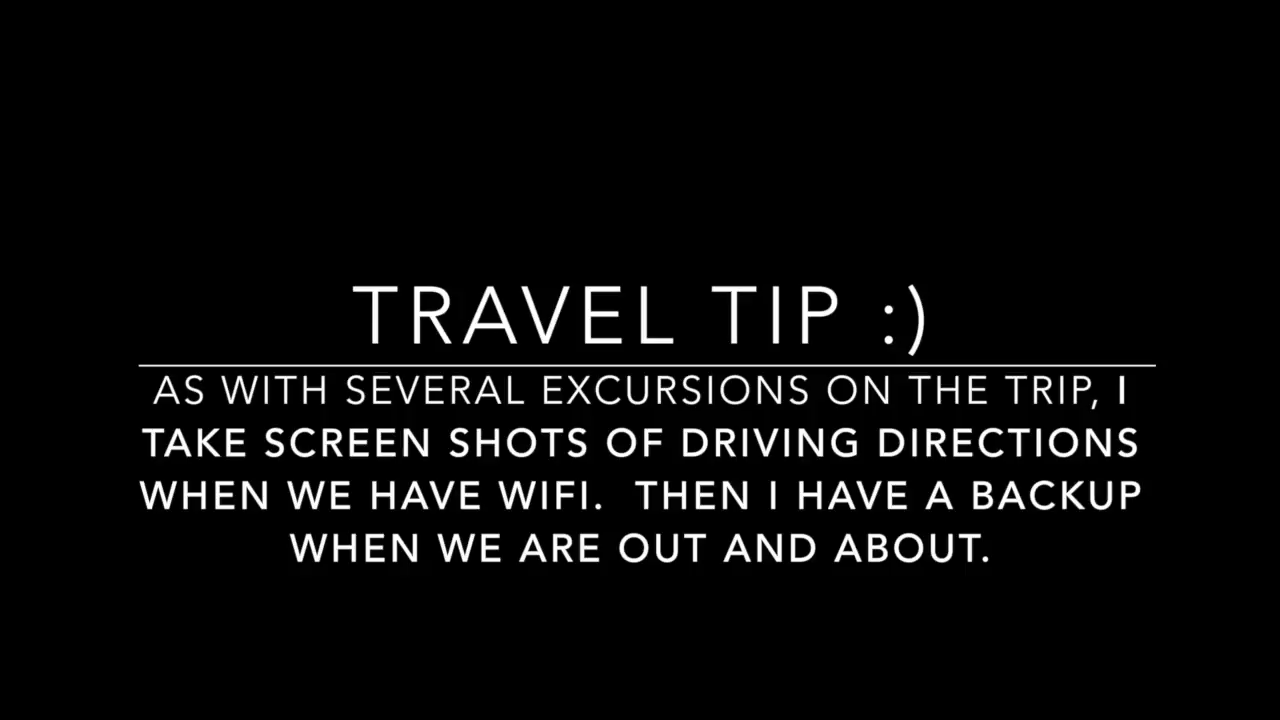 TRAVEL TIP :)
AS WITH SEVERAL EXCURSIONS ON THE TRIP, I
TAKE SCREEN SHOTS OF DRIVING DIRECTIONS
WHEN WE HAVE WIFI.  THEN I HAVE A BACKUP
WHEN WE ARE OUT AND ABOUT.